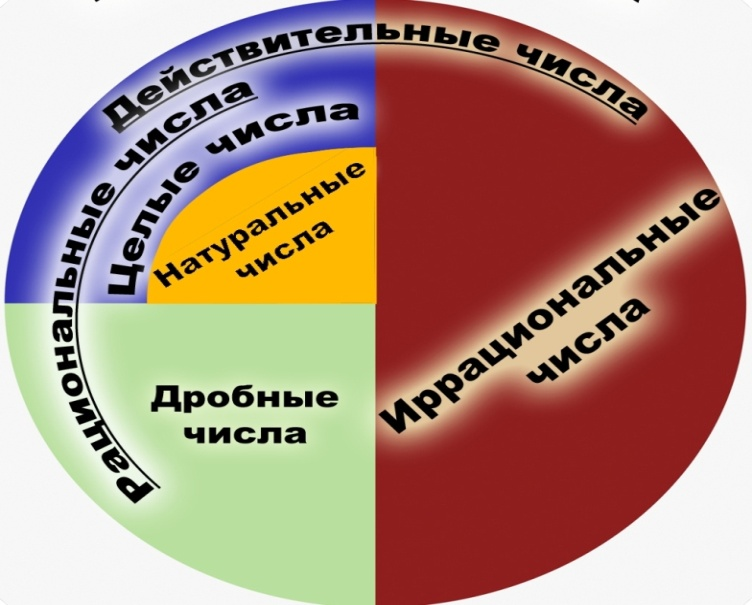 Действительные числа
Рациональные числа
Целые числа
Натуральные
числа
Иррациональные
числа
Дробные
числа